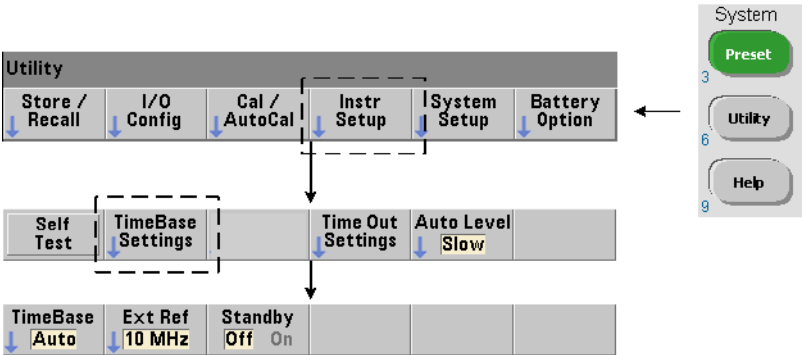 System
Preset
3
Utility
6
Help
9
Utility
Store / Recall
I/O Config
Cal / AutoCal
Instr Setup
System Setup
Battery Option
Self Test
TimeBase Settings
Time Out Settings
Auto Level Slow
TimeBase Auto
Ext Ref 10 MHz
Standby Off On